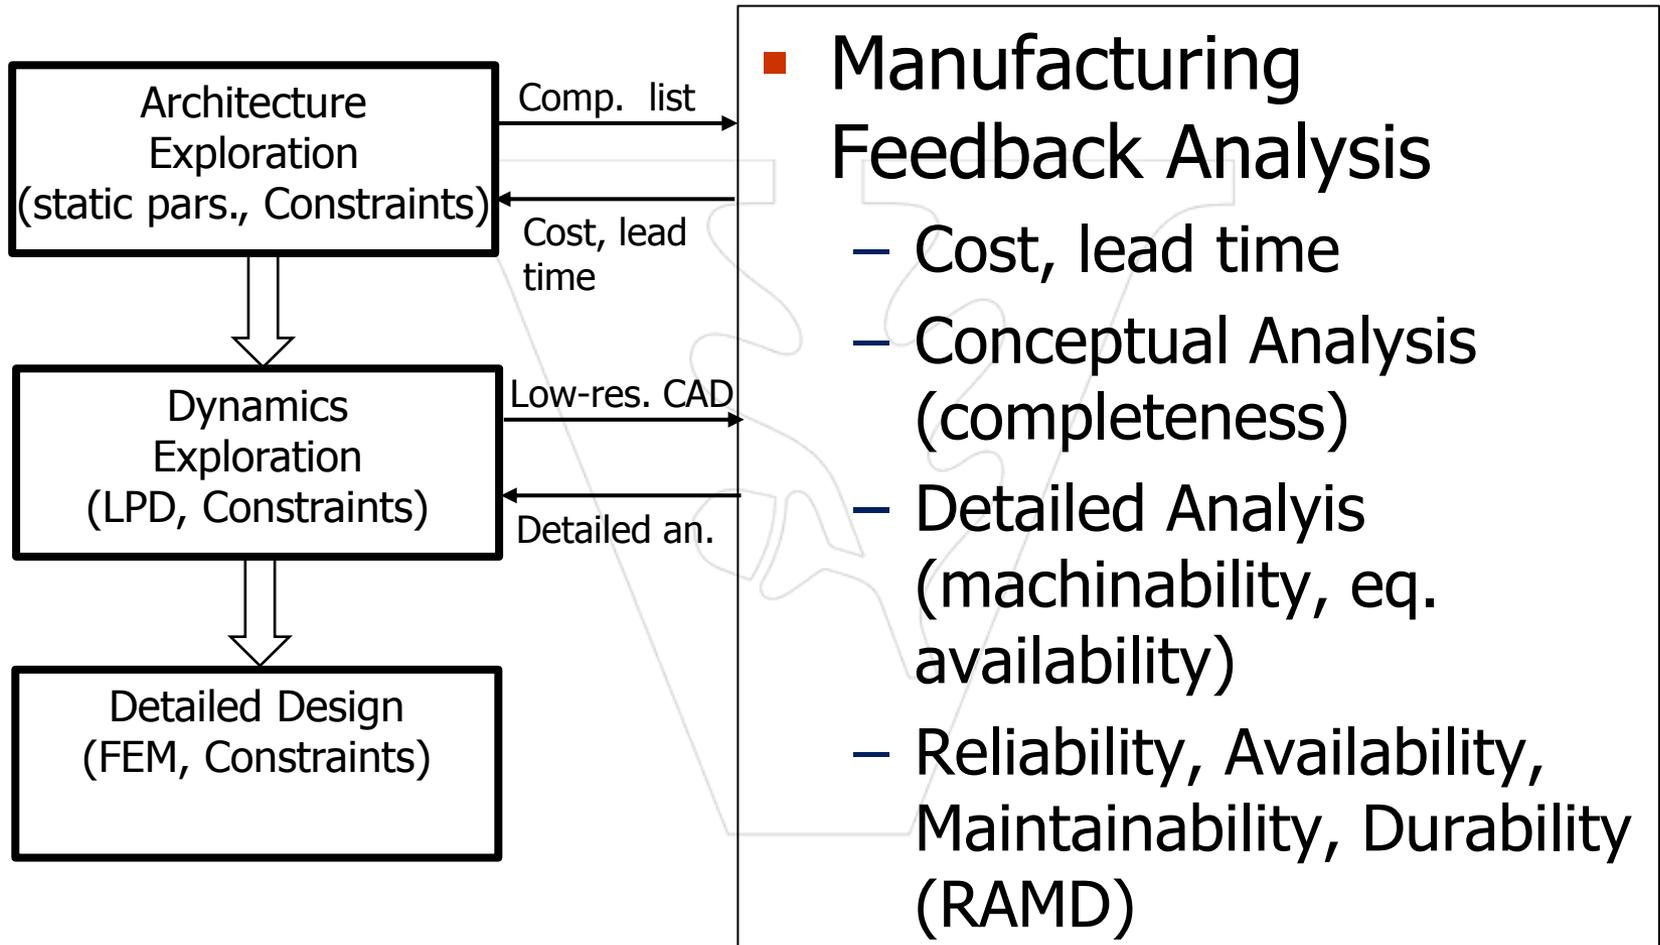 Architecture
Exploration
(static pars., Constraints)
Comp. list
Cost, lead
time
Dynamics
Exploration
(LPD, Constraints)
Low-res. CAD
Detailed an.
Detailed Design
(FEM, Constraints)
▪ Manufacturing
Feedback Analysis
– Cost, lead time
– Conceptual Analysis
(completeness)
– Detailed Analyis
(machinability, eq.
availability)
– Reliability, Availability,
Maintainability, Durability
(RAMD)